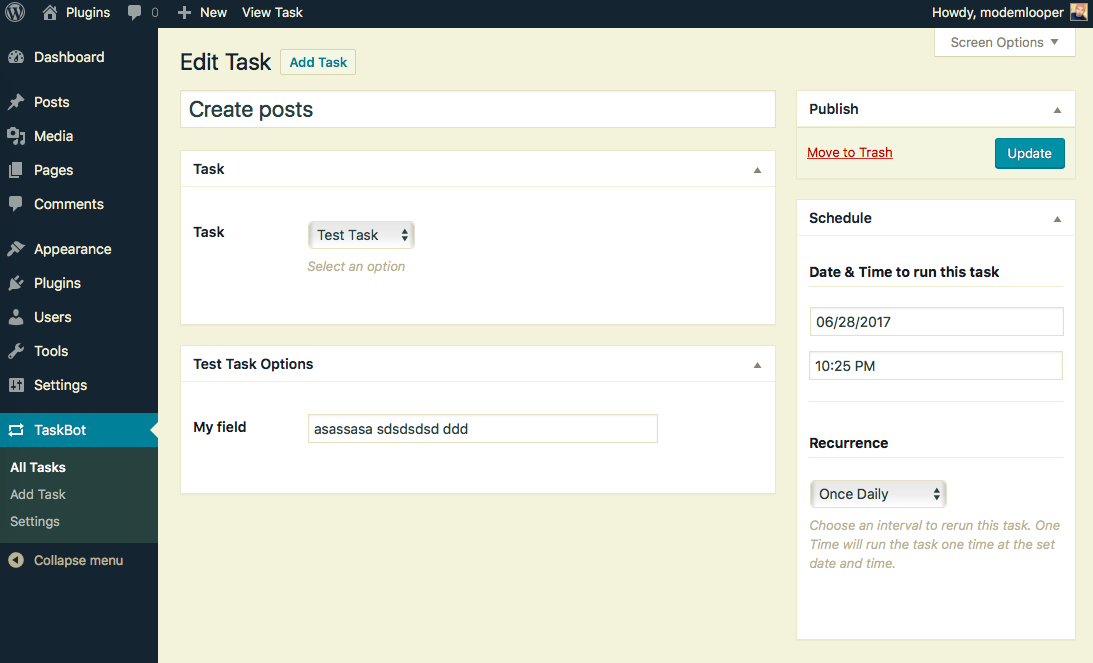 Plugins
0
New
View Task
Howdy, modemlooper
Dashboard
Posts
Media
Pages
Comments
Appearance
Plugins
Users
Tools
Settings
TaskBot
All Tasks
Add Task
Settings
Collapse menu
Screen Options
Edit Task
Add Task
Create posts
Task
Task
Test Task
Select an option
Test Task Options
My field
asassasa sdsdsdsd ddd
Publish
Move to Trash
Update
Schedule
Date & Time to run this task
06/28/2017
10:25 PM
Recurrence
Once Daily
Choose an interval to rerun this task. One
Time will run the task one time at the set
date and time.